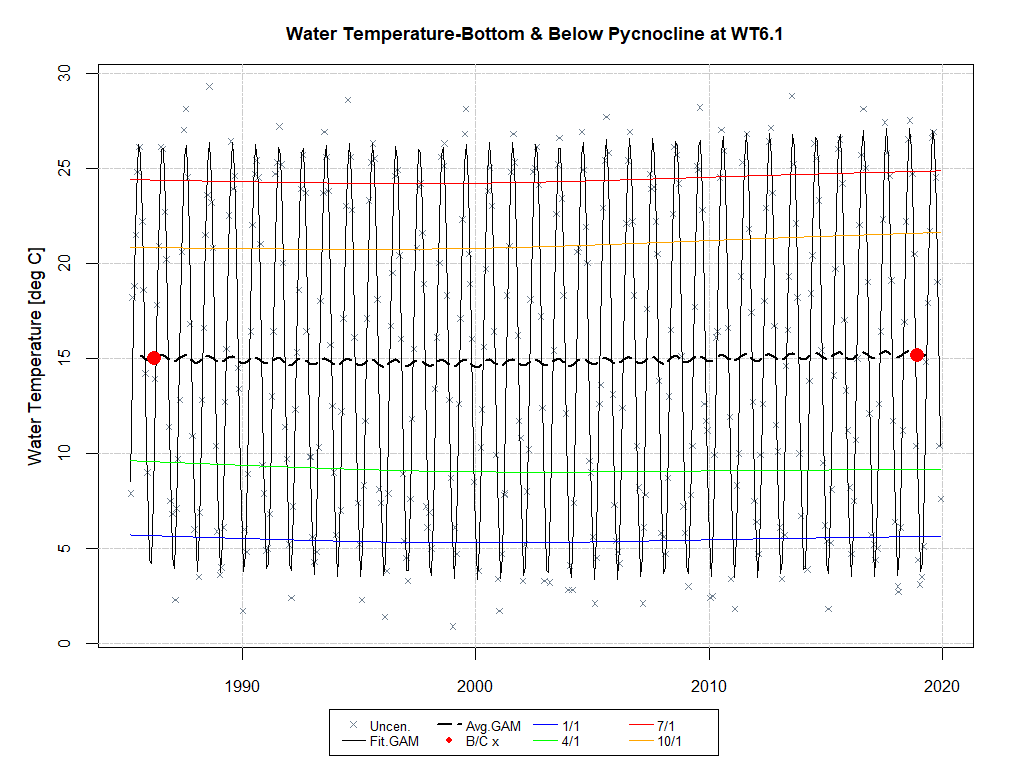 Water Temperature-Bottom & Below Pycnocline at WT6.1
Water Temperature [deg C]
30
25
20
15
10
5
0
1990 2000 2010 2020
Uncen. Avg.GAM 1/1 7/1
Fit.GAM B/C x 4/1 10/1